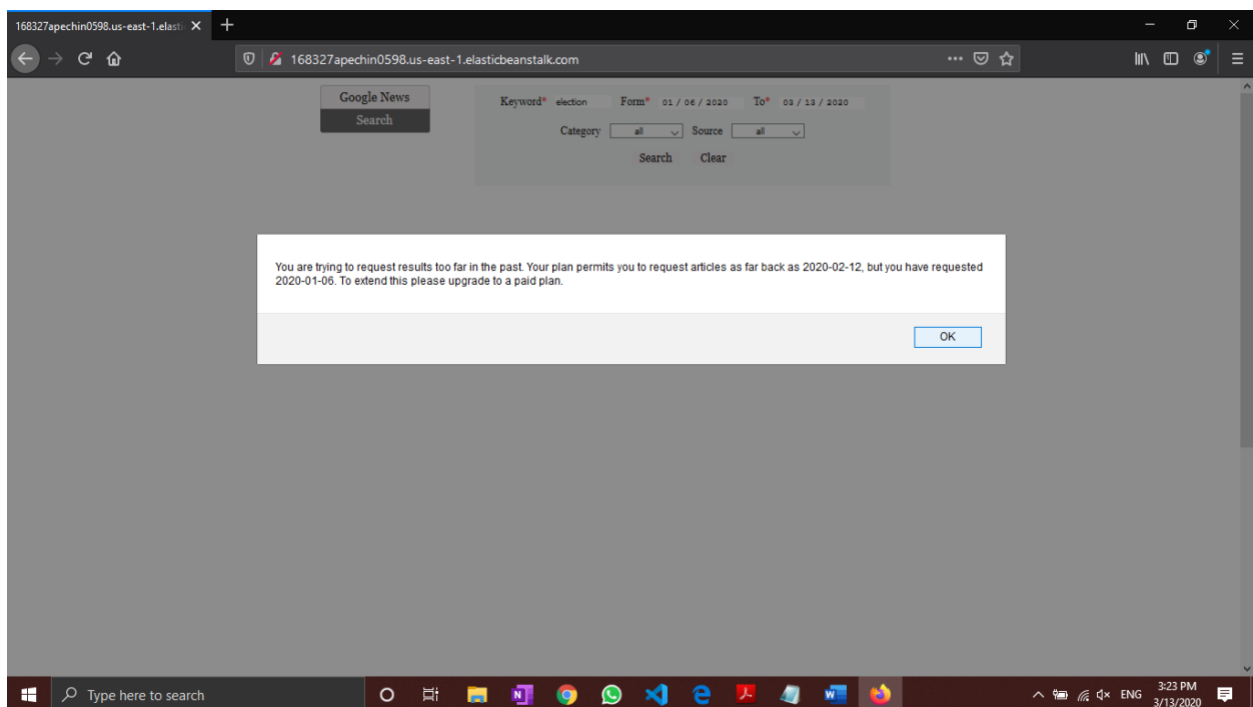 168327apechin0598.us-east-1.elasti
168327apechin0598.us-east-1.elasticbeanstalk.com
Google News
Search
Keyword* election Form* 01 / 06 / 2020 To* 03 / 13 / 2020
Category all Source all
Search Clear
You are trying to request results too far in the past. Your plan permits you to request articles as far back as 2020-02-12, but you have requested
2020-01-06. To extend this please upgrade to a paid plan.
OK
Type here to search
ENG
3:23 PM
3/13/2020